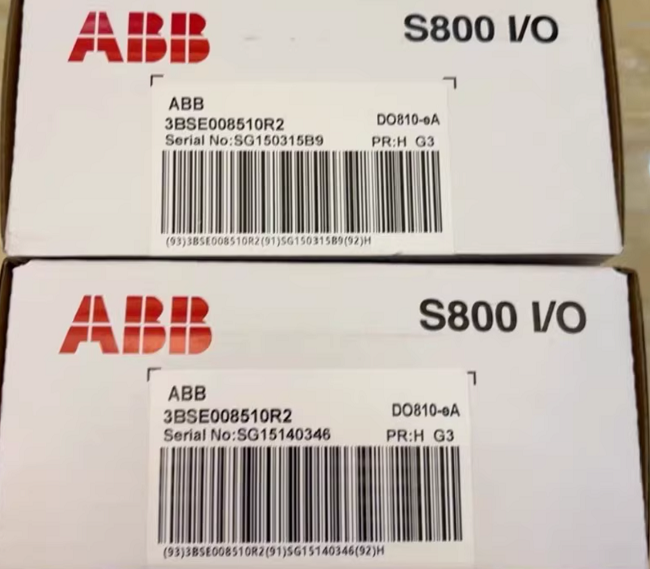 ABB
S800 I/O
ABB
3BSE008510R2
DO810-eA
Serial No:SG150315B9
PR:H G3
(93)3BSE008510R2(91)SG150315B9(92)H
ABB
S800 I/O
ABB
3BSE008510R2
DO810-eA
Serial No:SG15140346
PR:H G3
(93)3BSE008510R2(91)SG15140346(92)H